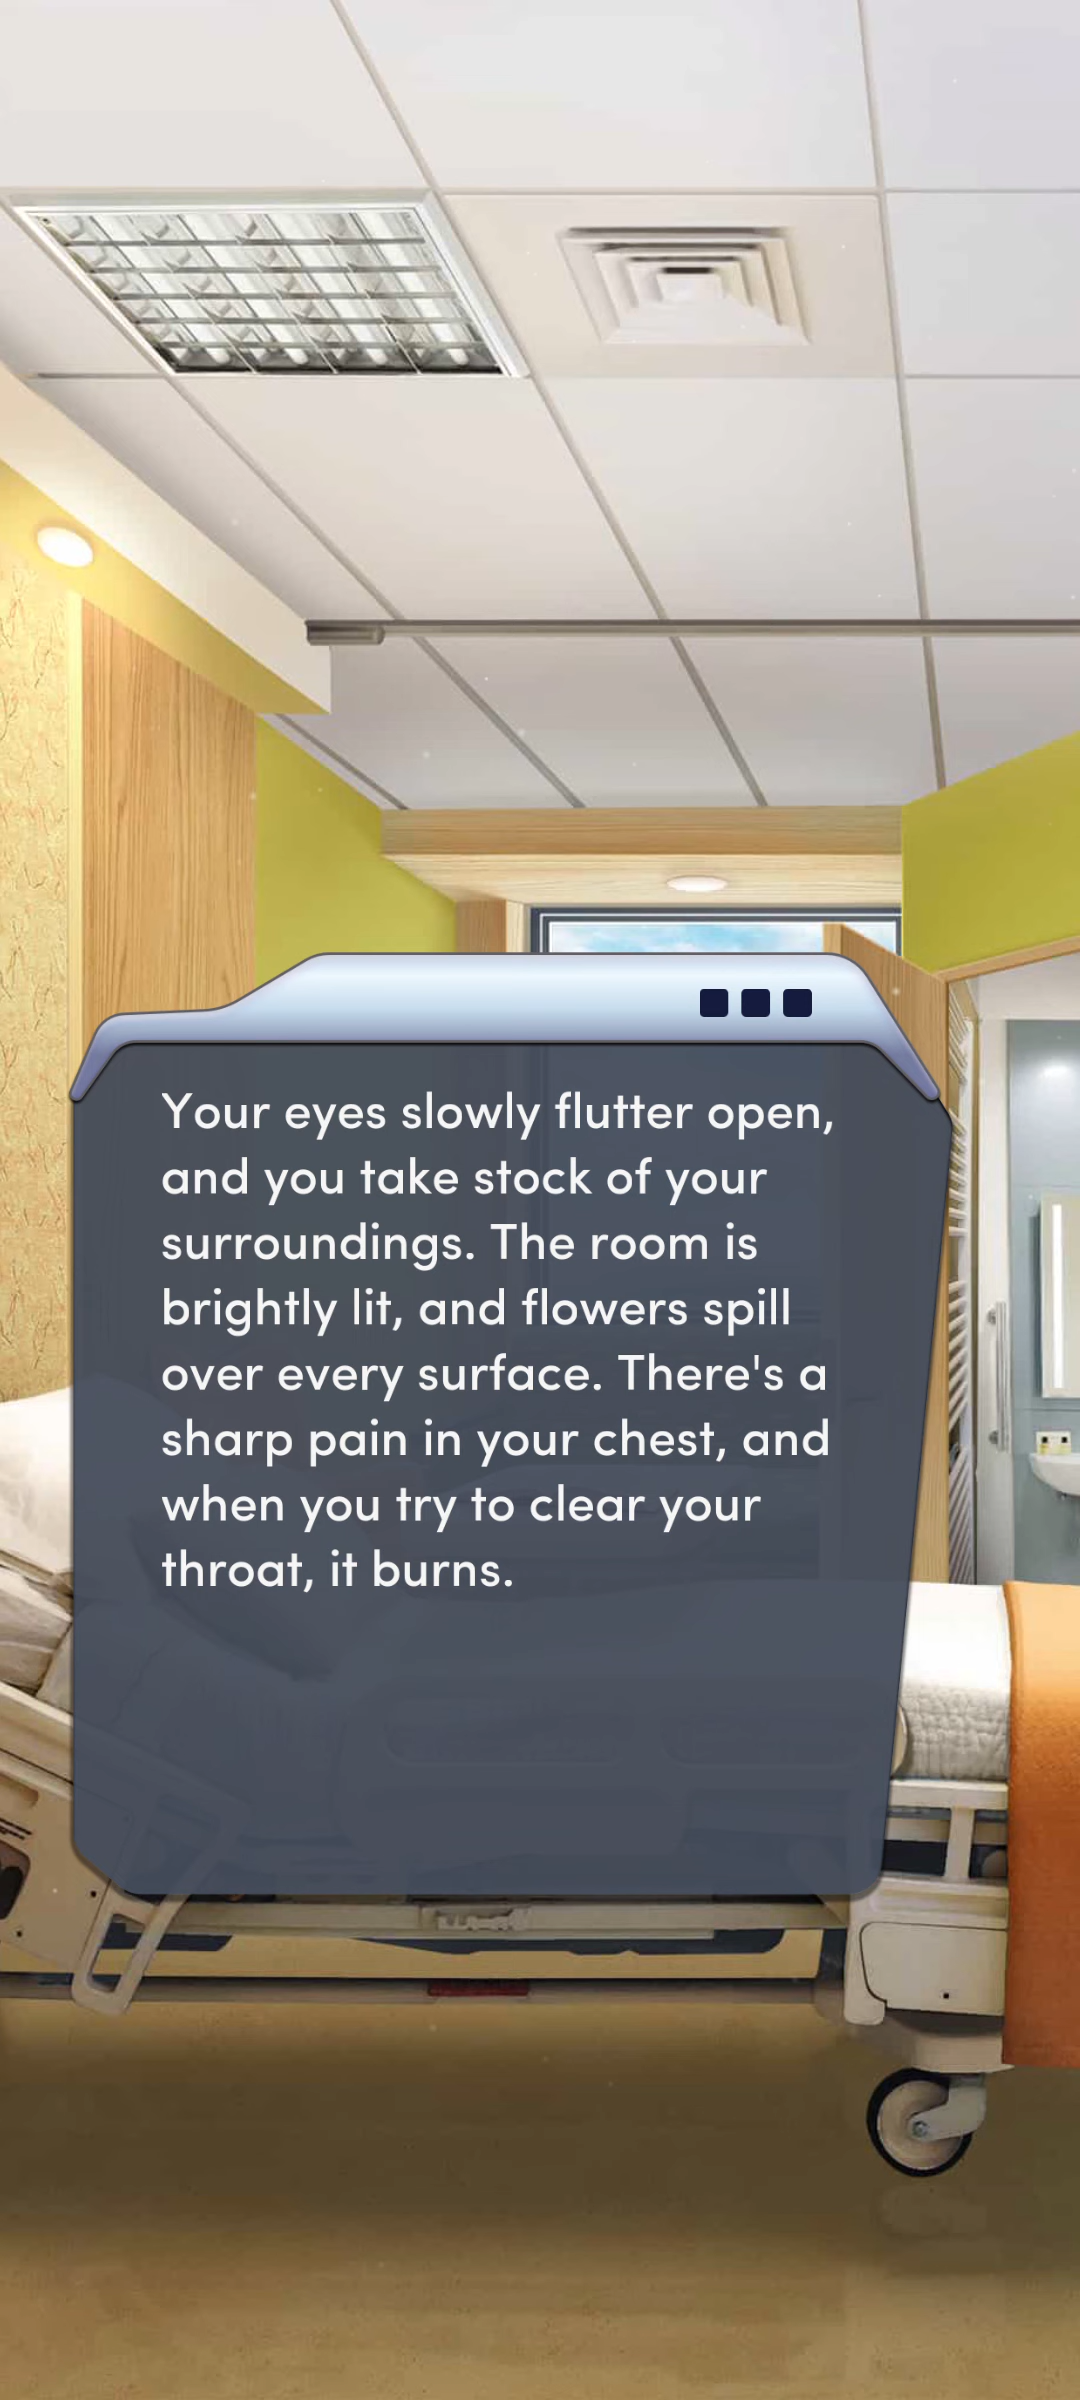 Your eyes slowly flutter open,
and you take stock of your
surroundings. The room is
brightly lit, and flowers spill
over every surface. There's a
sharp pain in your chest, and
when you try to clear your
throat, it burns.